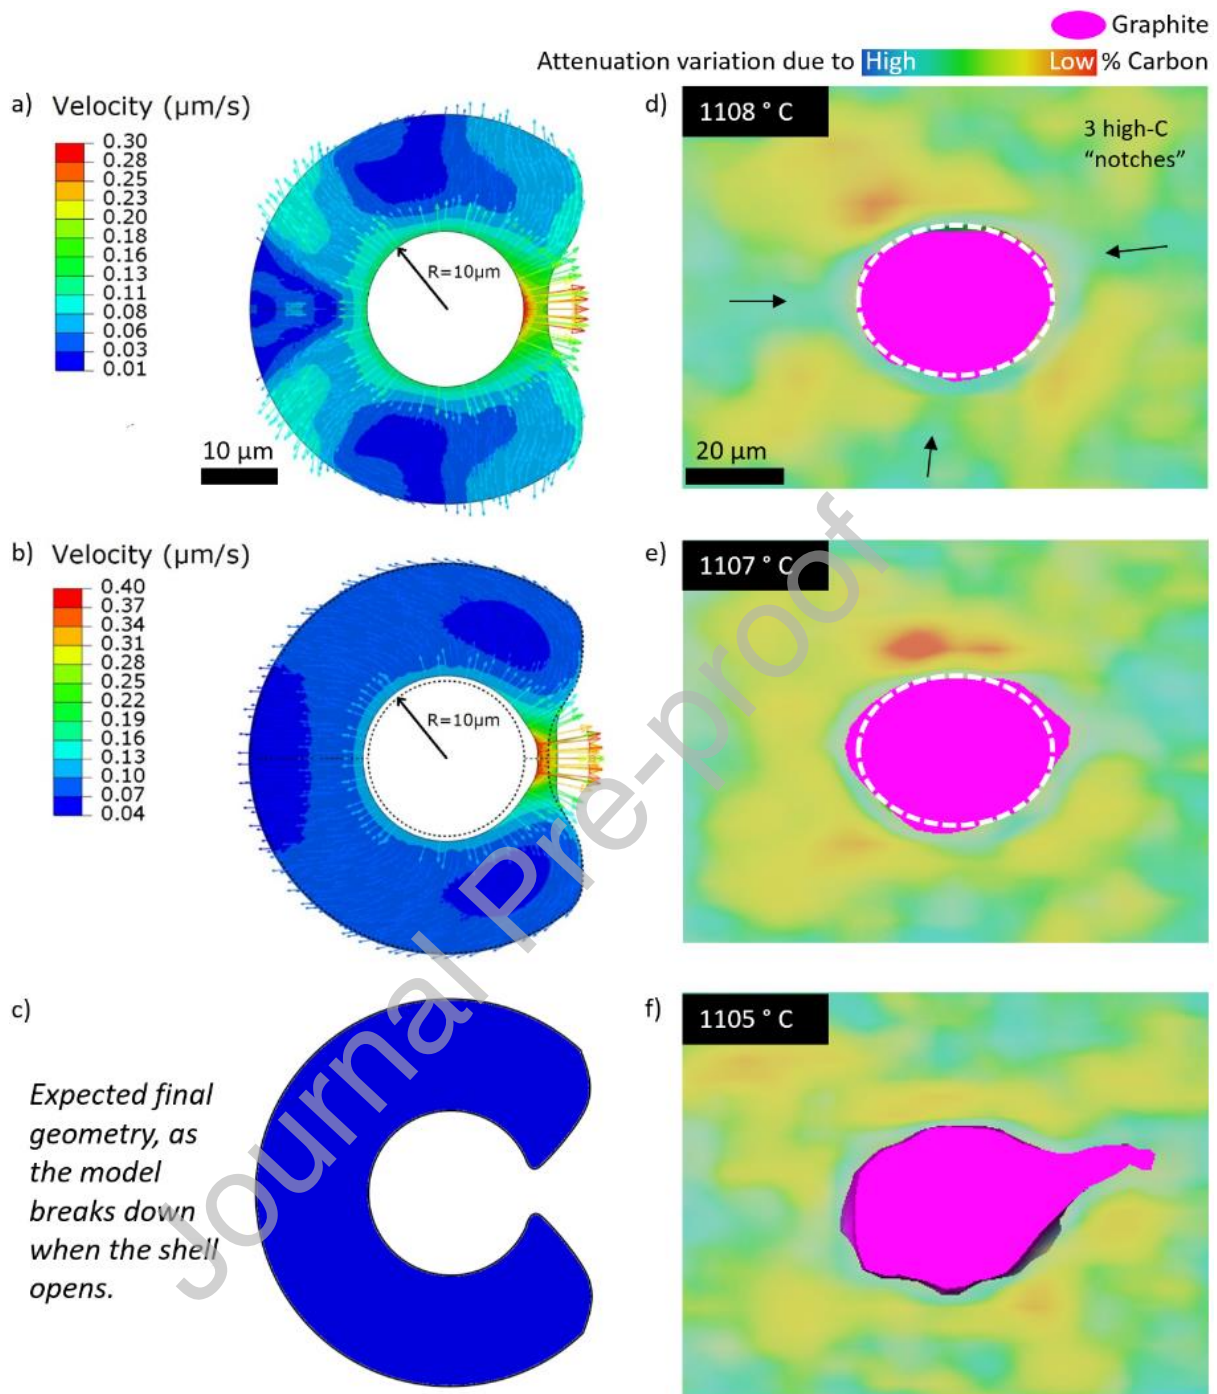 Graphite
Attenuation variation due to High Low % Carbon
a) Velocity (µm/s)
0.30
0.28
0.25
0.23
0.20
0.18
0.16
0.13
0.11
0.08
0.06
0.03
0.01
R=10µm
10 µm
d) 1108 ° C
3 high-C
"notches"
20 µm
b) Velocity (µm/s)
0.40
0.37
0.34
0.31
0.28
0.25
0.22
0.19
0.16
0.13
0.10
0.07
0.04
R=10µm
e) 1107 ° C
c)
Expected final
geometry, as
the model
breaks down
when the shell
opens.
f) 1105 ° C
Journal Pre-proof